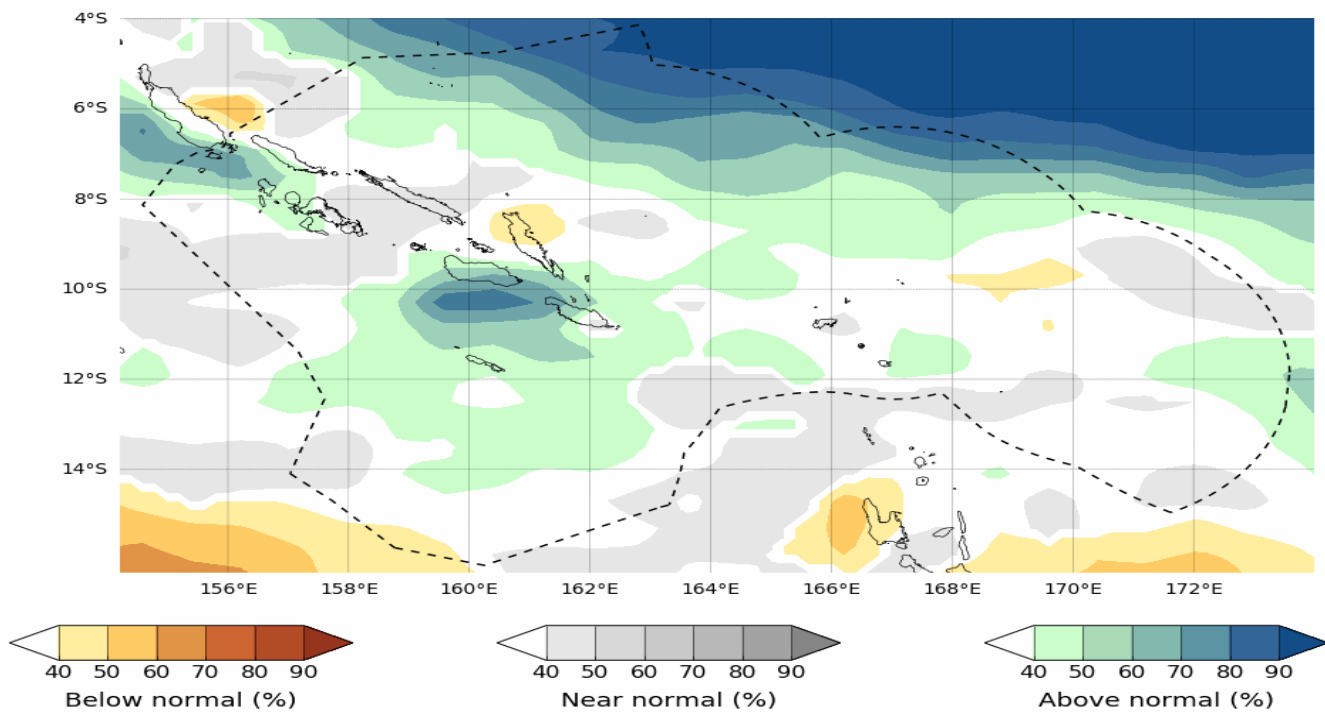 4°S
6°S
8°S
10°S
12°S
14°S
156°E 158°E 160°E 162°E 164°E 166°E 168°E 170°E 172°E
40 50 60 70 80 90 40 50 60 70 80 90 40 50 60 70 80 90
Below normal (%) Near normal (%) Above normal (%)